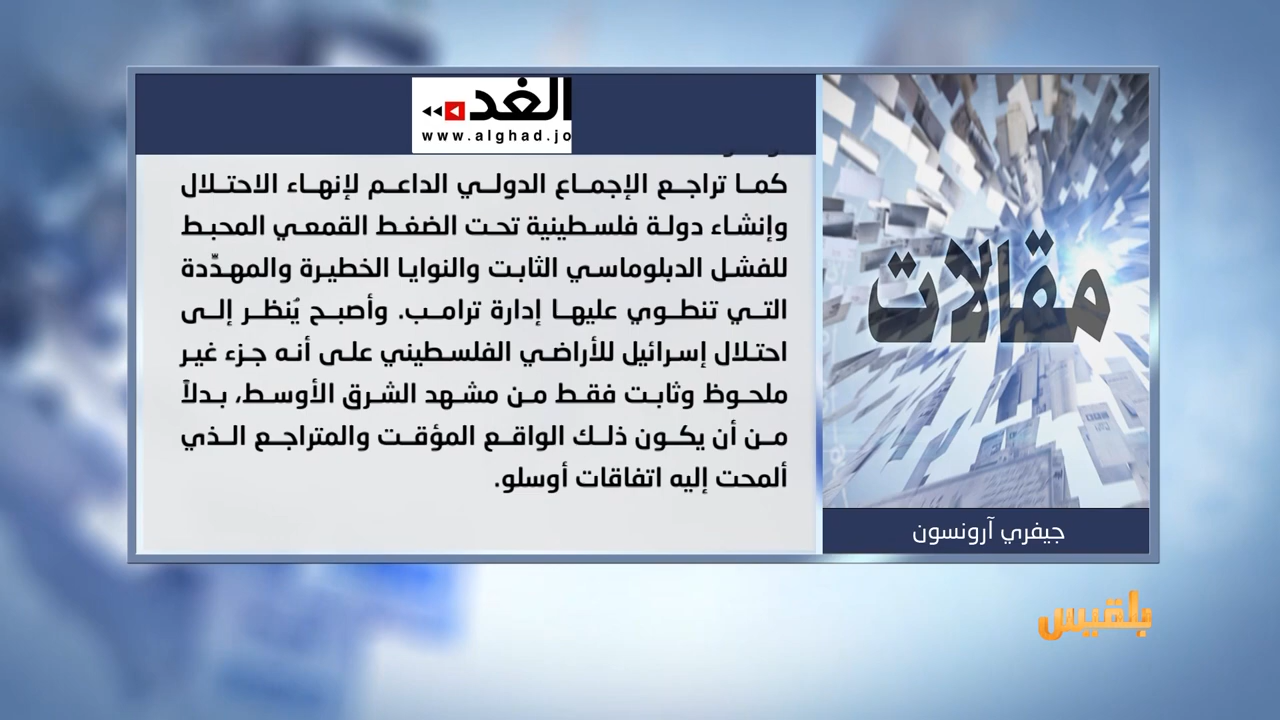 الغد
www.alghad.jo
كما تراجع الإجماع الدولي الداعم لإنهاء الاحتلال
وإنشاء دولة فلسطينية تحت الضغط القمعي المحبط
للفشل الدبلوماسي الثابت والنوايا الخطيرة والمهدّدة
التي تنطوي عليها إدارة ترامب. وأصبح يُنظر إلى
احتلال إسرائيل للأراضي الفلسطيني على أنه جزء غير
ملحوظ وثابت فقط من مشهد الشرق الأوسط، بدلاً
من أن يكون ذلك الواقع المؤقت والمتراجع الذي
ألمحت إليه اتفاقات أوسلو.
مقالات
جيفري آرونسون
بلقيس